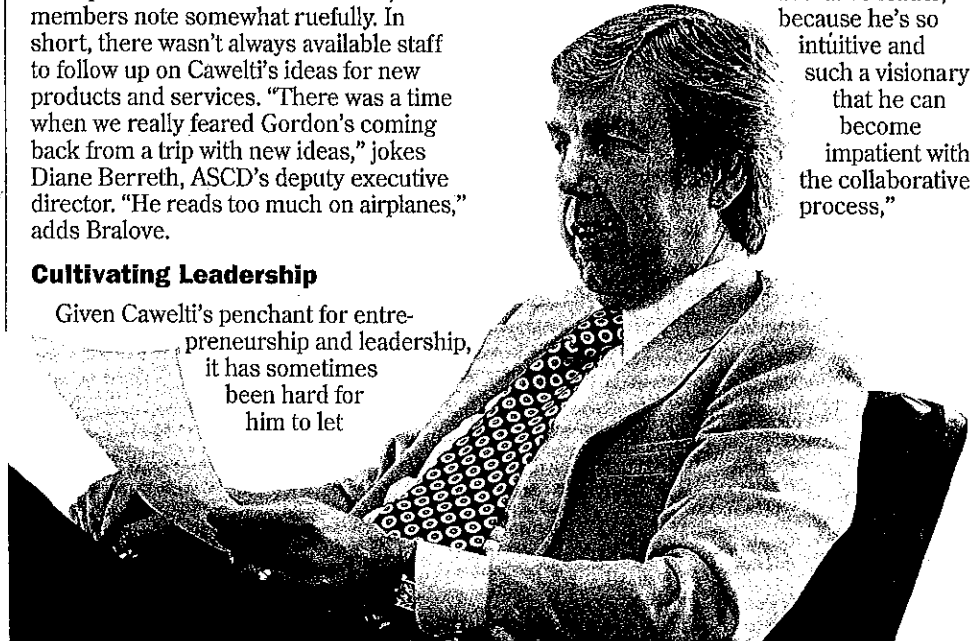 members note somewhat ruefully. In
short, there wasn't always available staff
to follow up on Cawelti's ideas for new
products and services. “There was a time
when we really feared Gordon's coming
back from a trip with new ideas,” jokes
Diane Berreth, ASCD's deputy executive
director. “He reads too much on airplanes,”
adds Bralove.
Cultivating Leadership
Given Cawelti's penchant for entre-
preneurship and leadership,
it has sometimes
been hard for
him to let
because he's so
intuitive and
such a visionary
that he can
become
impatient with
the collaborative
process,”